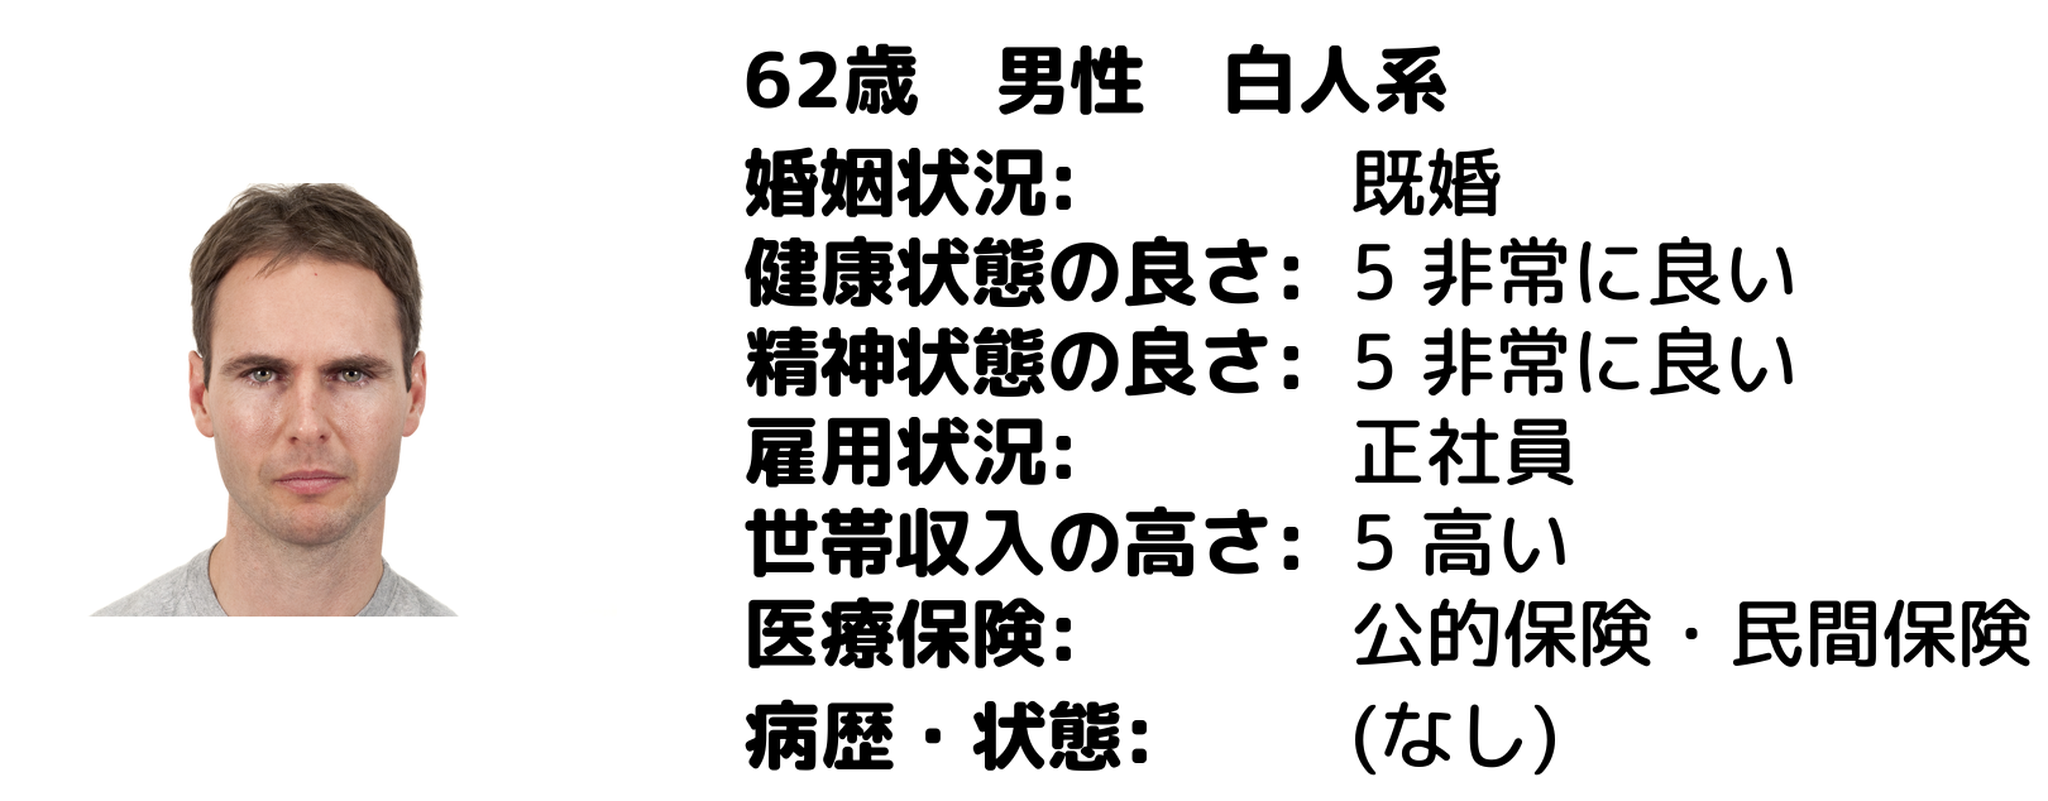 62歳　男性　白人系
婚姻状況: 既婚
健康状態の良さ: 5 非常に良い
精神状態の良さ: 5 非常に良い
雇用状況: 正社員
世帯収入の高さ: 5 高い
医療保険: 公的保険・民間保険
病歴・状態: (なし)